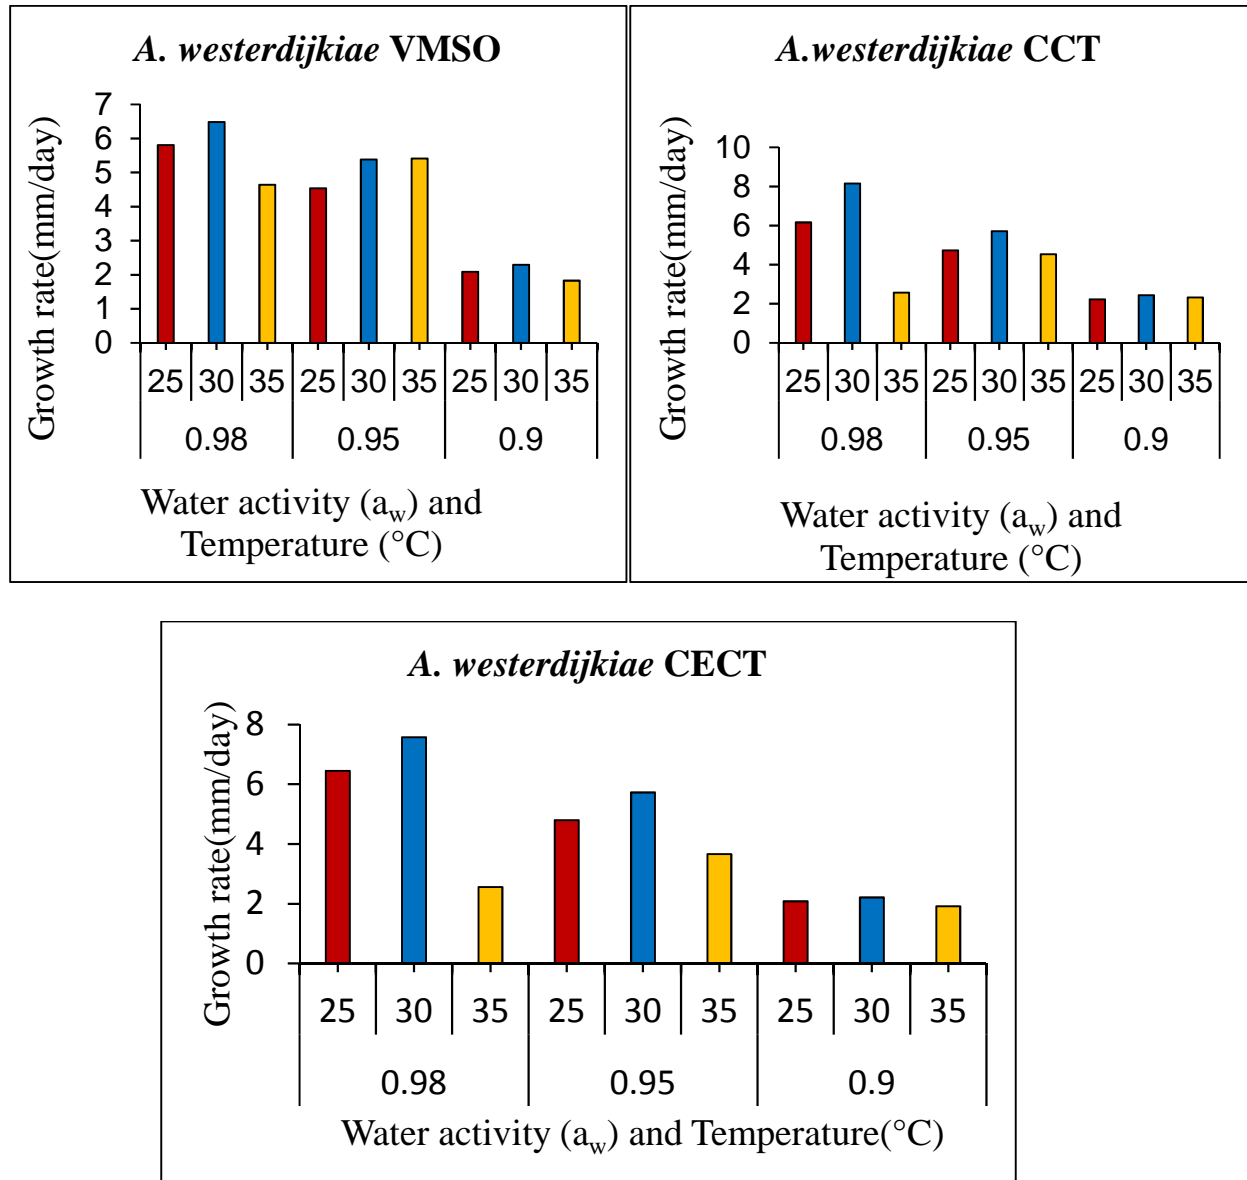 A. westerdijkiae VMSO
Growth rate(mm/day)
7
6
5
4
3
2
1
0
25 30 35 25 30 35 25 30 35
0.98 0.95 0.9
Water activity (aw) and
Temperature (°C)
A.westerdijkiae CCT
Growth rate(mm/day)
10
8
6
4
2
0
25 30 35 25 30 35 25 30 35
0.98 0.95 0.9
Water activity (aw) and
Temperature (°C)
A. westerdijkiae CECT
Growth rate(mm/day)
8
6
4
2
0
25 30 35 25 30 35 25 30 35
0.98 0.95 0.9
Water activity (aw) and Temperature(°C)